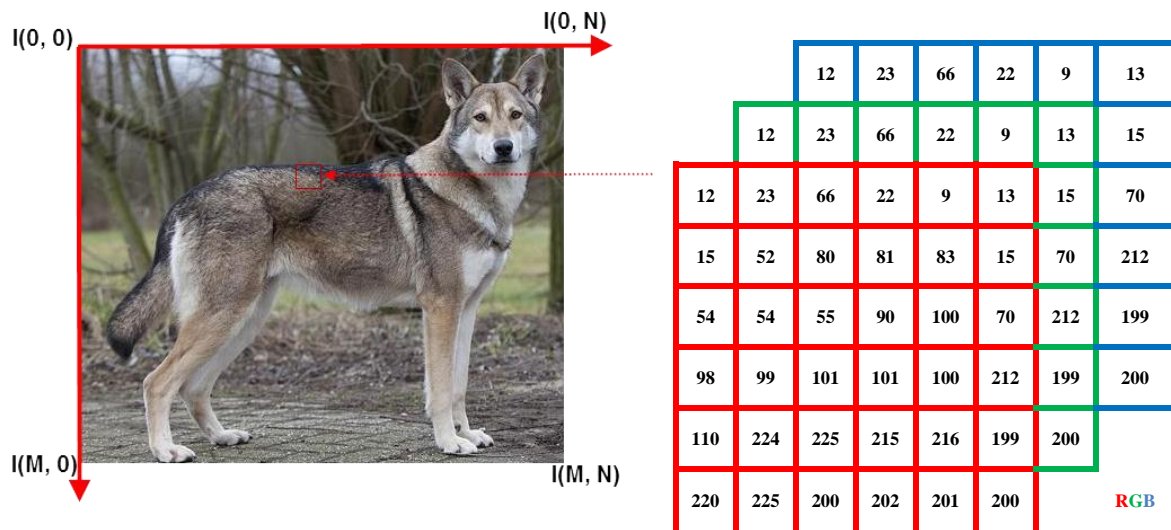 I(0, 0)
I(0, N)
I(M, 0)
I(M, N)
12 23 66 22 9 13
12 23 66 22 9 13 15
12 23 66 22 9 13 15 70
15 52 80 81 83 15 70 212
54 54 55 90 100 70 212 199
98 99 101 101 100 212 199 200
110 224 225 215 216 199 200
220 225 200 202 201 200
RGB